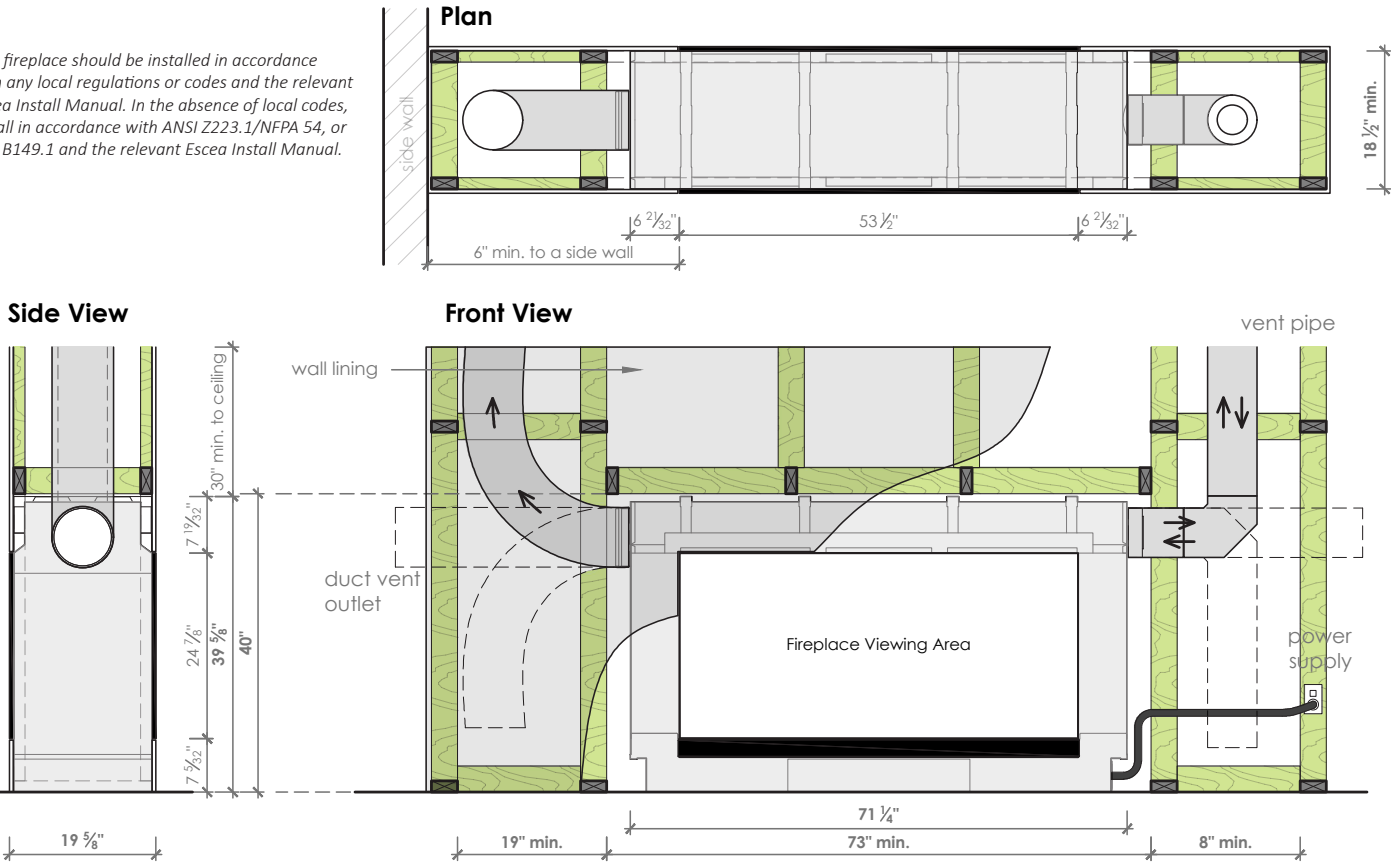 Plan
fireplace should be installed in accordance
any local regulations or codes and the relevant
Install Manual. In the absence of local codes,
in accordance with ANSI Z223.1/NFPA 54, or
B149.1 and the relevant Escea Install Manual.
side wall
18 ½" min.
6 21/32"
53 ½"
6 21/32"
6" min. to a side wall
Side View
Front View
vent pipe
wall lining
30" min. to ceiling
7 19/32"
duct vent
outlet
24 ⅞"
39 ⅝"
40"
Fireplace Viewing Area
power
supply
7 5/32"
71 ¼"
19 ⅝"
19" min.
73" min.
8" min.